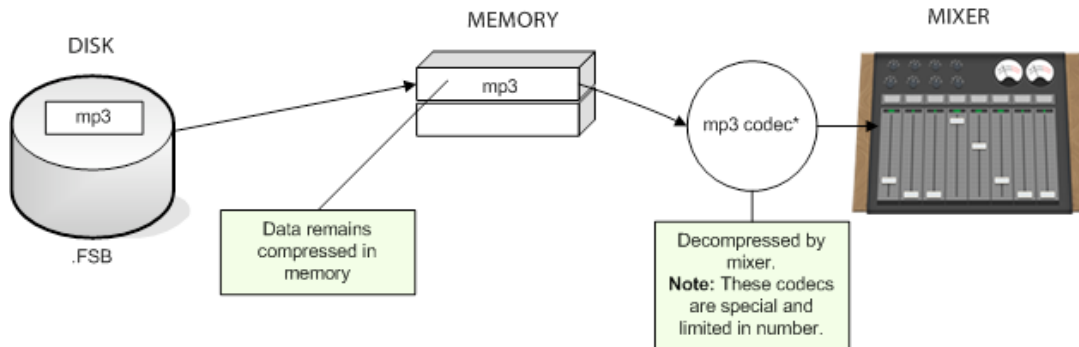 DISK
MEMORY
MIXER
mp3
mp3
mp3 codec*
.FSB
Data remains
compressed in
memory
Decompressed by
mixer.
Note: These codecs
are special and
limited in number.